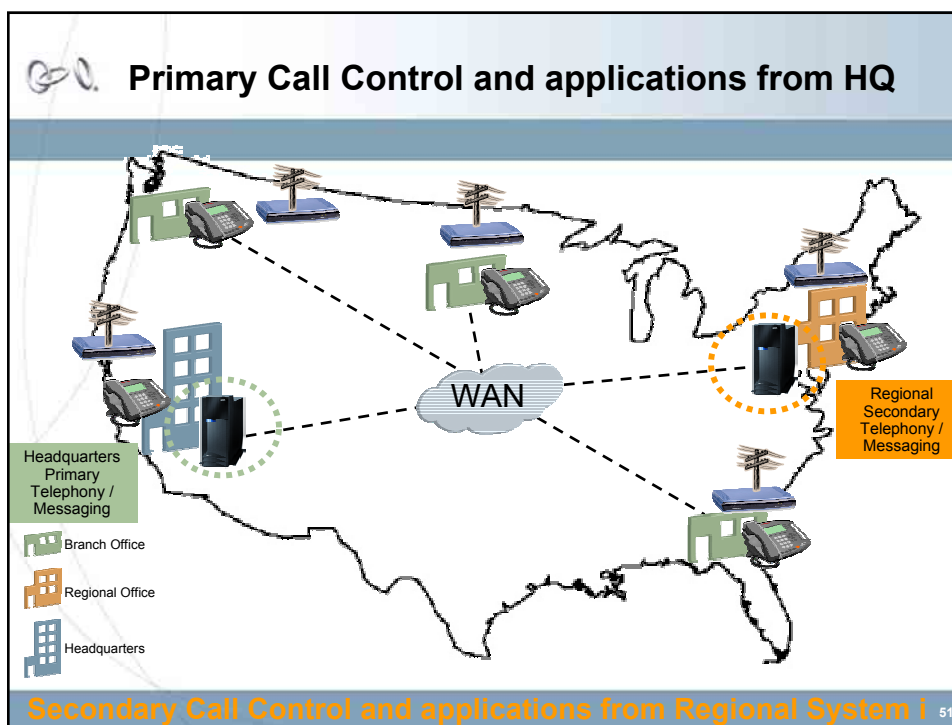 Primary Call Control and applications from HQ
WAN
Regional
Secondary
Telephony /
Messaging
Headquarters
Primary
Telephony /
Messaging
Branch Office
Regional Office
Headquarters
Secondary Call Control and applications from Regional System i